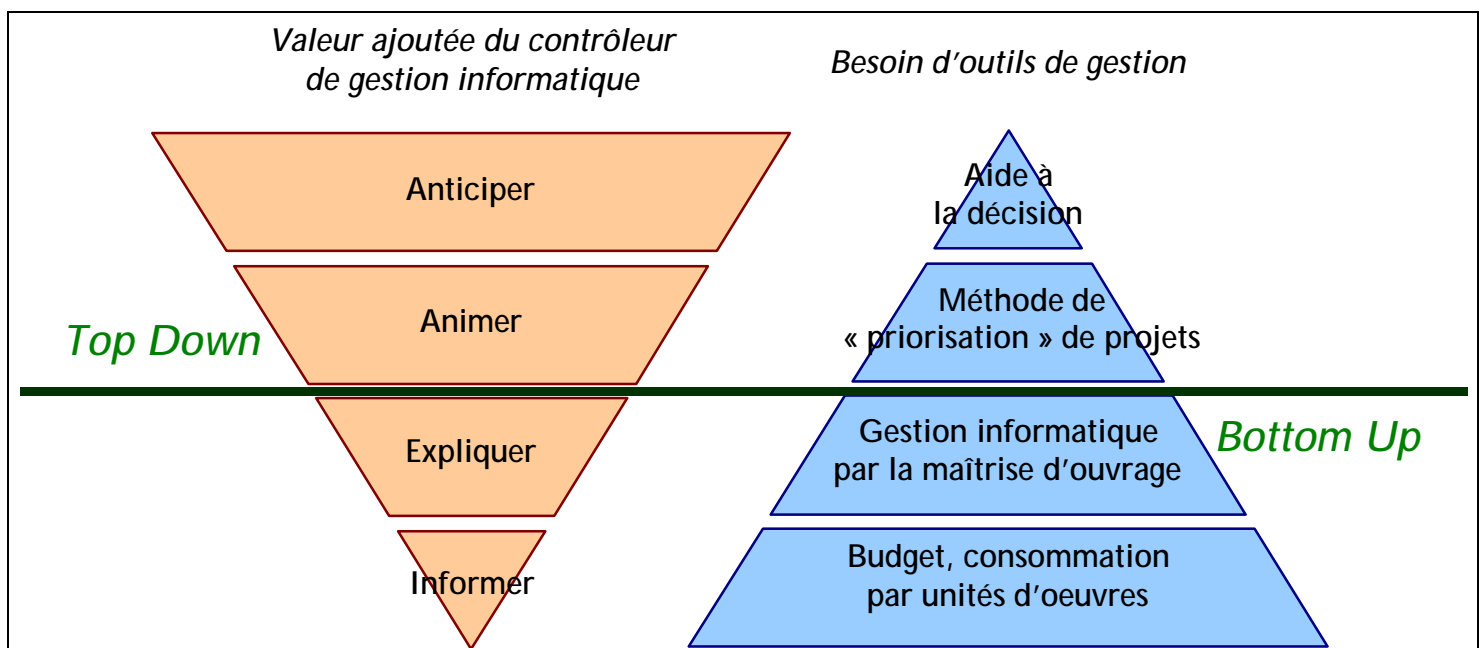 Valeur ajoutée du contrôleur
de gestion informatique
Besoin d'outils de gestion
Anticiper
Aide à
la décision
Animer
Méthode de
« priorisation » de projets
Top Down
Expliquer
Gestion informatique
par la maîtrise d'ouvrage
Bottom Up
Informer
Budget, consommation
par unités d'oeuvres